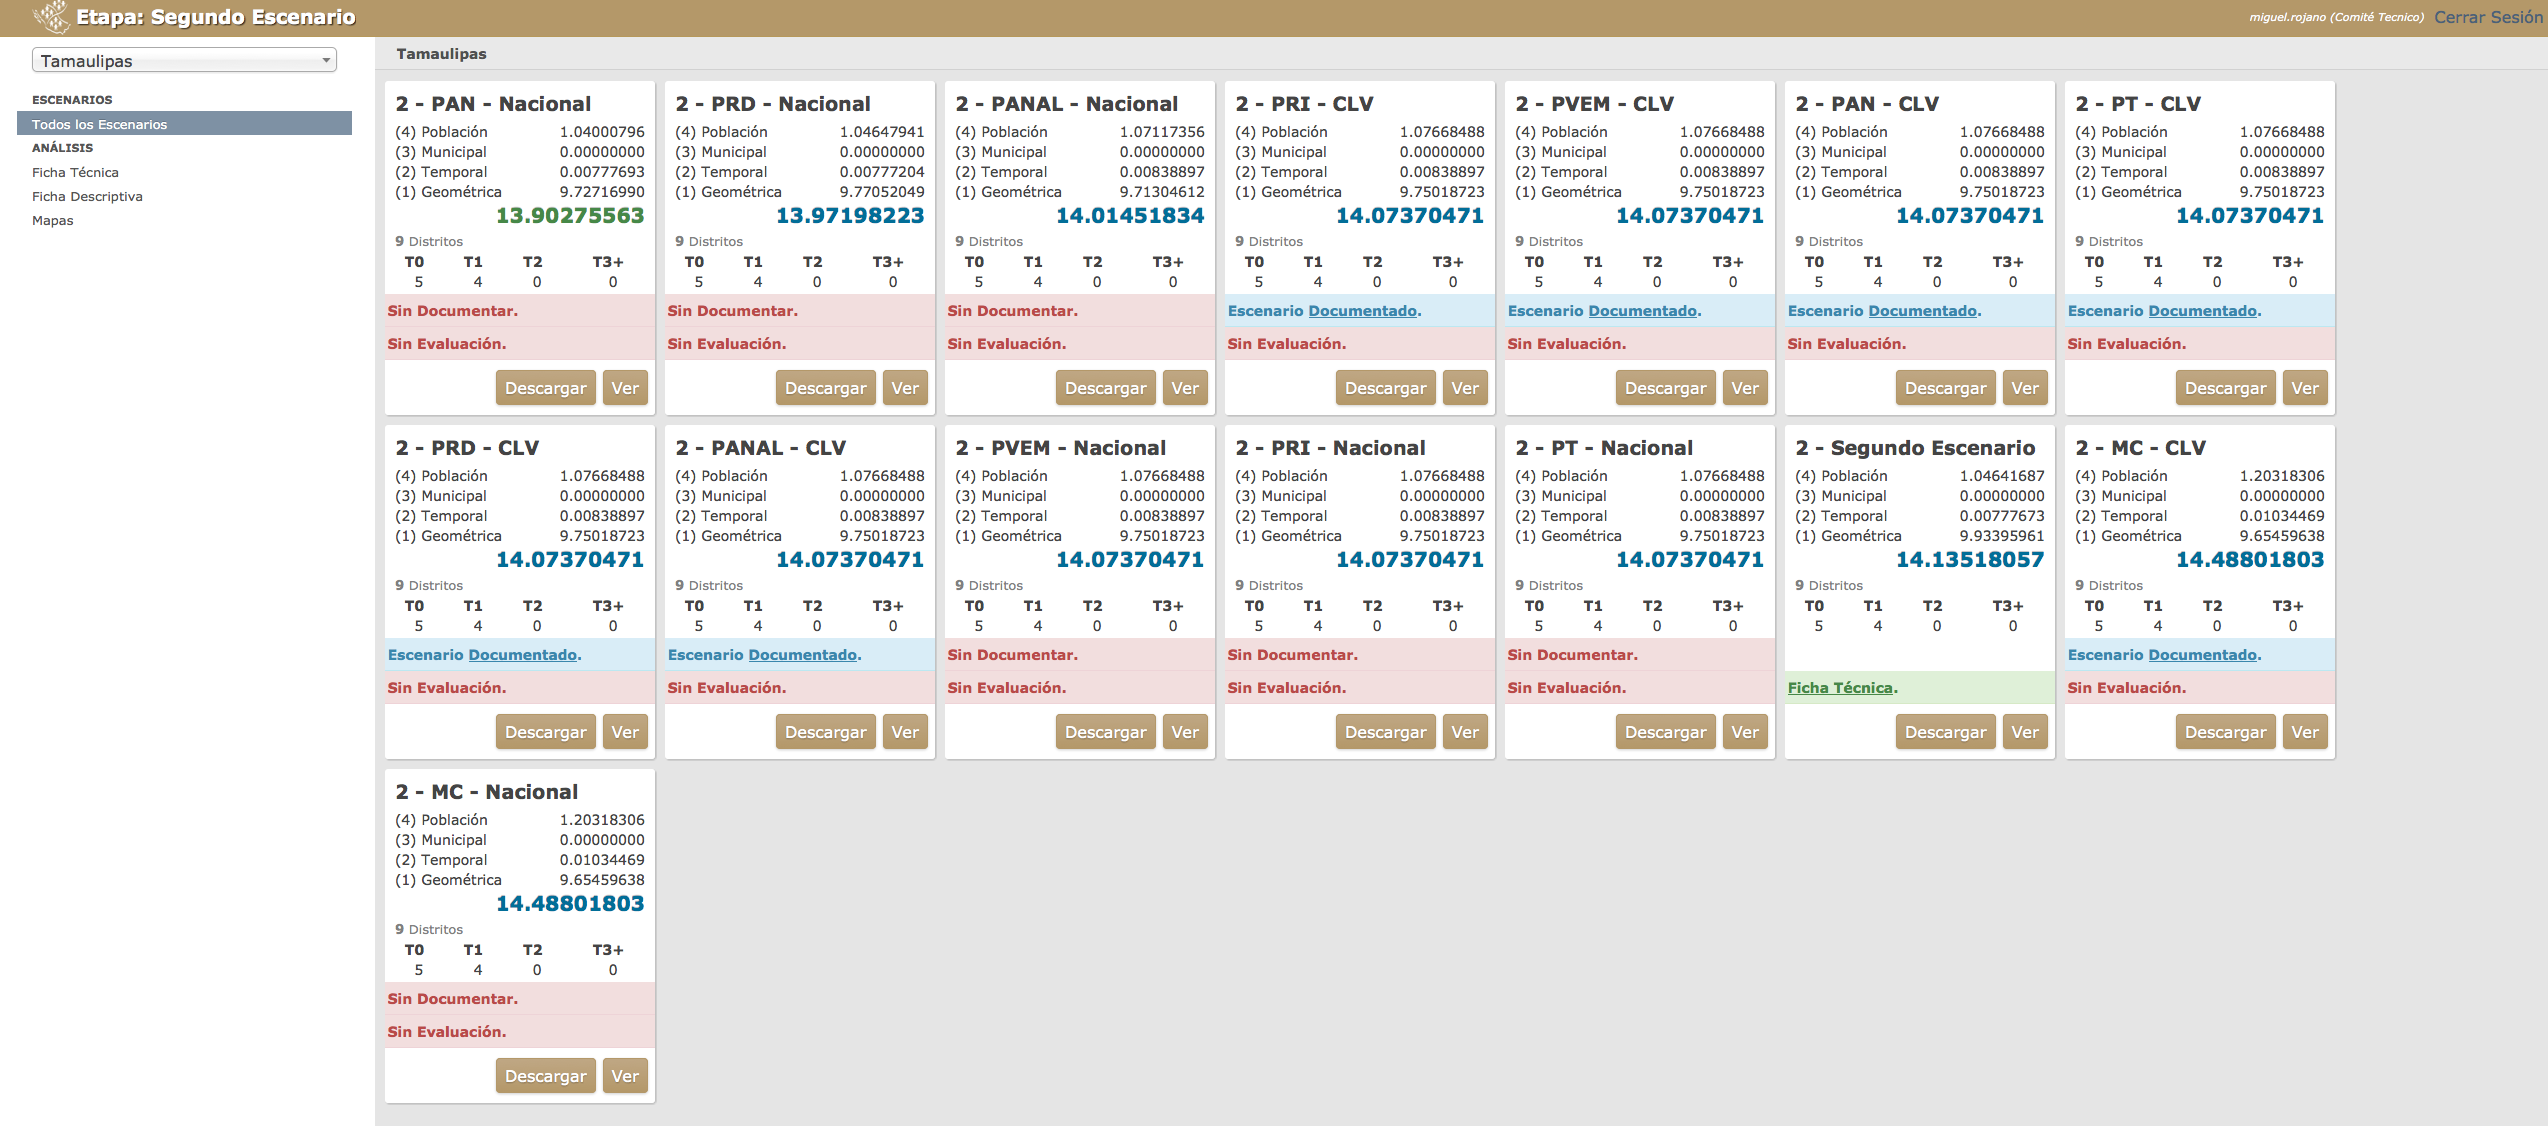 Etapa: Segundo Escenario
miguel.rojano (Comité Tecnico) Cerrar Sesión
Tamaulipas
ESCENARIOS
Todos los Escenarios
ANÁLISIS
Ficha Técnica
Ficha Descriptiva
Mapas
Tamaulipas
2 - PAN - Nacional
(4) Población 1.04000796
(3) Municipal 0.00000000
(2) Temporal 0.00777693
(1) Geométrica 9.72716990
13.90275563
9 Distritos
T0 T1 T2 T3+
5 4 0 0
Sin Documentar.
Sin Evaluación.
Descargar Ver
2 - PRD - Nacional
(4) Población 1.04647941
(3) Municipal 0.00000000
(2) Temporal 0.00777204
(1) Geométrica 9.77052049
13.97198223
9 Distritos
T0 T1 T2 T3+
5 4 0 0
Sin Documentar.
Sin Evaluación.
Descargar Ver
2 - PANAL - Nacional
(4) Población 1.07117356
(3) Municipal 0.00000000
(2) Temporal 0.00838897
(1) Geométrica 9.71304612
14.01451834
9 Distritos
T0 T1 T2 T3+
5 4 0 0
Sin Documentar.
Sin Evaluación.
Descargar Ver
2 - PRI - CLV
(4) Población 1.07668488
(3) Municipal 0.00000000
(2) Temporal 0.00838897
(1) Geométrica 9.75018723
14.07370471
9 Distritos
T0 T1 T2 T3+
5 4 0 0
Escenario Documentado.
Sin Evaluación.
Descargar Ver
2 - PVEM - CLV
(4) Población 1.07668488
(3) Municipal 0.00000000
(2) Temporal 0.00838897
(1) Geométrica 9.75018723
14.07370471
9 Distritos
T0 T1 T2 T3+
5 4 0 0
Escenario Documentado.
Sin Evaluación.
Descargar Ver
2 - PAN - CLV
(4) Población 1.07668488
(3) Municipal 0.00000000
(2) Temporal 0.00838897
(1) Geométrica 9.75018723
14.07370471
9 Distritos
T0 T1 T2 T3+
5 4 0 0
Escenario Documentado.
Sin Evaluación.
Descargar Ver
2 - PT - CLV
(4) Población 1.07668488
(3) Municipal 0.00000000
(2) Temporal 0.00838897
(1) Geométrica 9.75018723
14.07370471
9 Distritos
T0 T1 T2 T3+
5 4 0 0
Escenario Documentado.
Sin Evaluación.
Descargar Ver
2 - PRD - CLV
(4) Población 1.07668488
(3) Municipal 0.00000000
(2) Temporal 0.00838897
(1) Geométrica 9.75018723
14.07370471
9 Distritos
T0 T1 T2 T3+
5 4 0 0
Escenario Documentado.
Sin Evaluación.
Descargar Ver
2 - PANAL - CLV
(4) Población 1.07668488
(3) Municipal 0.00000000
(2) Temporal 0.00838897
(1) Geométrica 9.75018723
14.07370471
9 Distritos
T0 T1 T2 T3+
5 4 0 0
Escenario Documentado.
Sin Evaluación.
Descargar Ver
2 - PVEM - Nacional
(4) Población 1.07668488
(3) Municipal 0.00000000
(2) Temporal 0.00838897
(1) Geométrica 9.75018723
14.07370471
9 Distritos
T0 T1 T2 T3+
5 4 0 0
Sin Documentar.
Sin Evaluación.
Descargar Ver
2 - PRI - Nacional
(4) Población 1.07668488
(3) Municipal 0.00000000
(2) Temporal 0.00838897
(1) Geométrica 9.75018723
14.07370471
9 Distritos
T0 T1 T2 T3+
5 4 0 0
Sin Documentar.
Sin Evaluación.
Descargar Ver
2 - PT - Nacional
(4) Población 1.07668488
(3) Municipal 0.00000000
(2) Temporal 0.00838897
(1) Geométrica 9.75018723
14.07370471
9 Distritos
T0 T1 T2 T3+
5 4 0 0
Sin Documentar.
Sin Evaluación.
Descargar Ver
2 - Segundo Escenario
(4) Población 1.04641687
(3) Municipal 0.00000000
(2) Temporal 0.00777673
(1) Geométrica 9.93395961
14.13518057
9 Distritos
T0 T1 T2 T3+
5 4 0 0
Ficha Técnica.
Descargar Ver
2 - MC - CLV
(4) Población 1.20318306
(3) Municipal 0.00000000
(2) Temporal 0.01034469
(1) Geométrica 9.65459638
14.48801803
9 Distritos
T0 T1 T2 T3+
5 4 0 0
Escenario Documentado.
Sin Evaluación.
Descargar Ver
2 - MC - Nacional
(4) Población 1.20318306
(3) Municipal 0.00000000
(2) Temporal 0.01034469
(1) Geométrica 9.65459638
14.48801803
9 Distritos
T0 T1 T2 T3+
5 4 0 0
Sin Documentar.
Sin Evaluación.
Descargar Ver